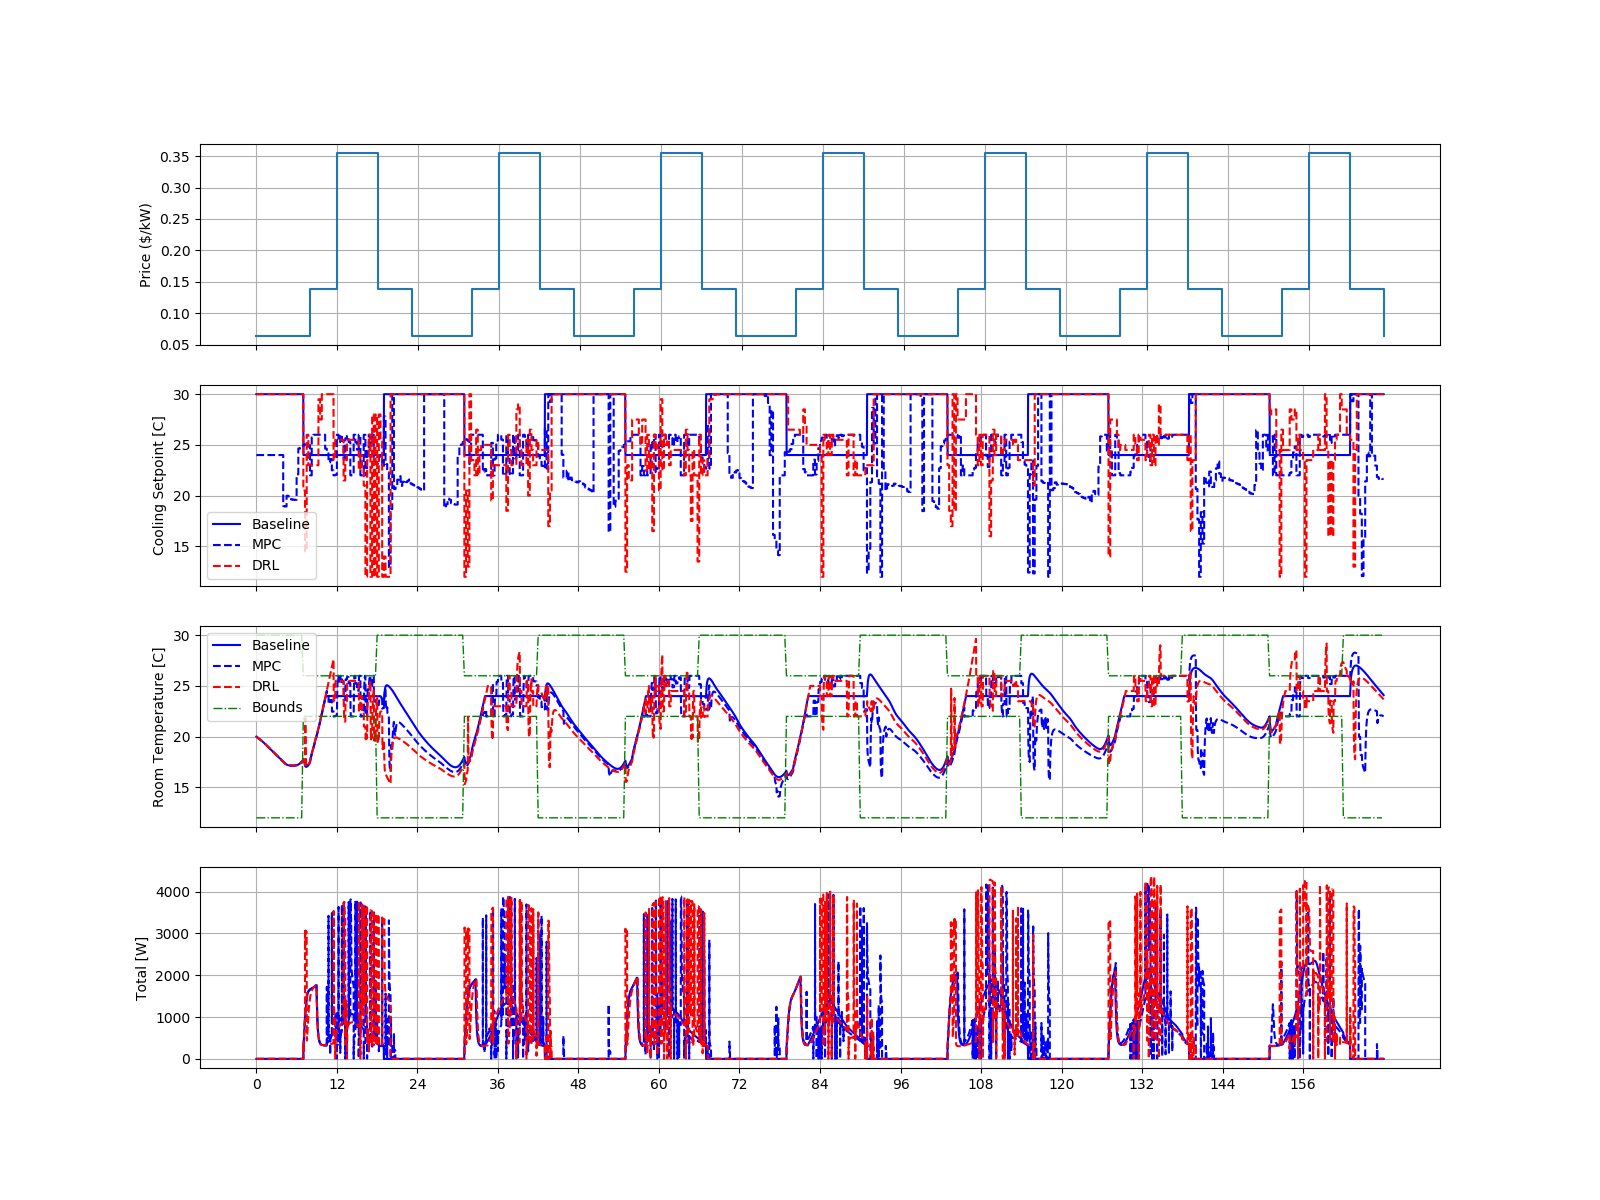 Price ($/kW)
0.35
0.30
0.25
0.20
0.15
0.10
0.05
Cooling Setpoint [C]
30
25
20
15
Baseline
MPC
DRL
Room Temperature [C]
30
25
20
15
Baseline
MPC
DRL
Bounds
Total [W]
4000
3000
2000
1000
0
0 12 24 36 48 60 72 84 96 108 120 132 144 156